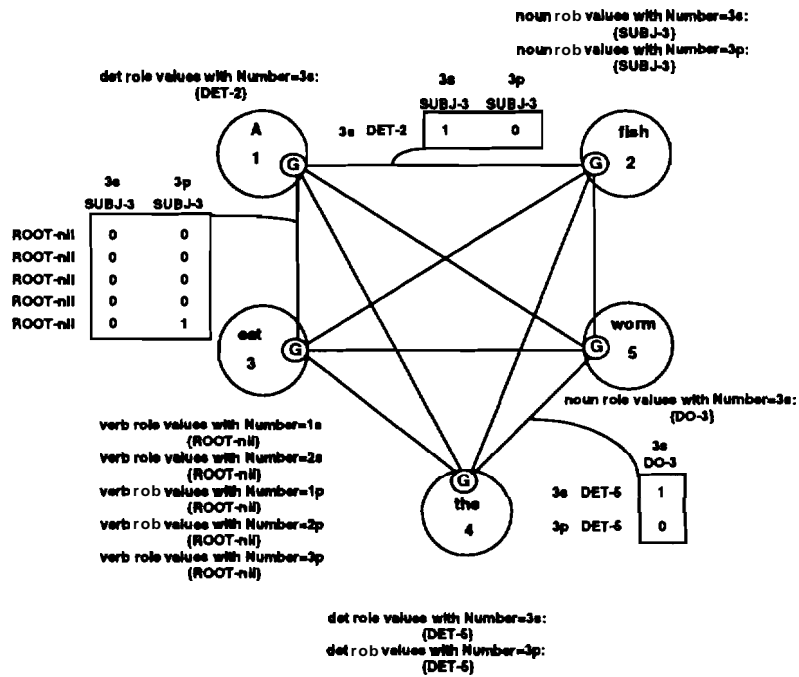 noun rob values with Number=3s:
{SUBJ-3}
noun rob values with Number=3p:
{SUBJ-3}
det role values with Number=3s:
{DET-2}
3s 3p
SUBJ-3 SUBJ-3
3s DET-2 1 0
A
1
G
fish
2
G
3s 3p
SUBJ-3 SUBJ-3
ROOT-nil 0 0
ROOT-nil 0 0
ROOT-nil 0 0
ROOT-nil 0 0
ROOT-nil 0 1
eat
3
G
worm
5
G
noun role values with Number=3s:
{DO-3}
verb role values with Number=1s
{ROOT-nil}
verb role values with Number=2s
{ROOT-nil}
verb rob values with Number=1p
{ROOT-nil}
verb rob values with Number=2p
{ROOT-nil}
verb role values with Number=3p
{ROOT-nil}
G
the
4
3s
DO-3
3s DET-5 1
3p DET-5 0
det role values with Number=3s:
{DET-5}
det rob values with Number=3p:
{DET-5}